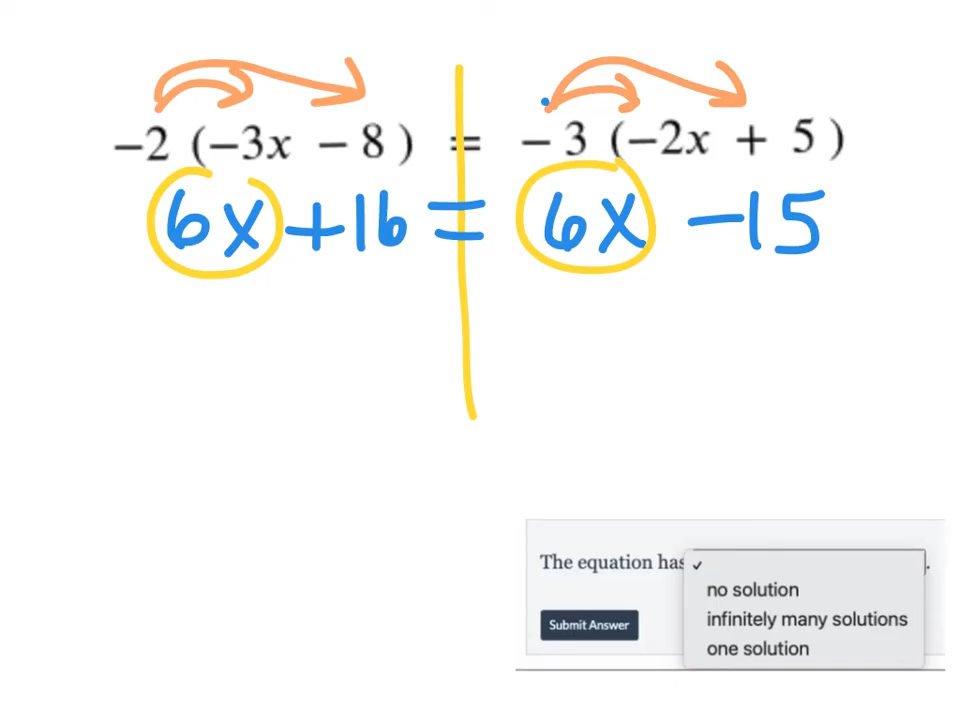 −2 (−3x − 8) = −3 (−2x + 5)
6x +16 = 6x −15
The equation has ✓ .
no solution
infinitely many solutions
Submit Answer
one solution